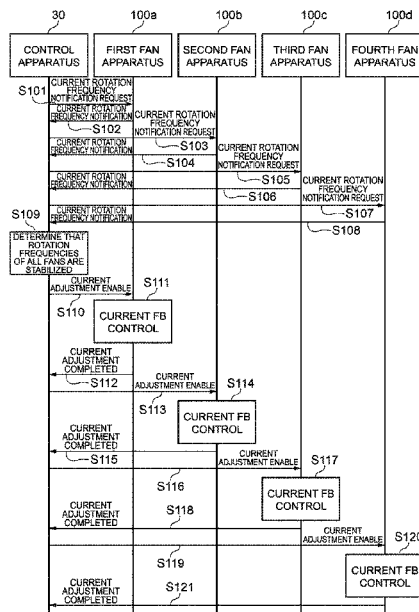 30
100a
100b
100c
100d
CONTROL
APPARATUS
FIRST FAN
APPARATUS
SECOND FAN
APPARATUS
THIRD FAN
APPARATUS
FOURTH FAN
APPARATUS
S101
CURRENT ROTATION
FREQUENCY
NOTIFICATION REQUEST
CURRENT ROTATION
FREQUENCY NOTIFICATION
S102
CURRENT ROTATION
FREQUENCY
NOTIFICATION REQUEST
S103
CURRENT ROTATION
FREQUENCY NOTIFICATION
S104
CURRENT ROTATION
FREQUENCY
NOTIFICATION REQUEST
S105
CURRENT ROTATION
FREQUENCY NOTIFICATION
S106
CURRENT ROTATION
FREQUENCY
NOTIFICATION REQUEST
S107
CURRENT ROTATION
FREQUENCY NOTIFICATION
S108
S109
DETERMINE THAT
ROTATION
FREQUENCIES
OF ALL FANS ARE
STABILIZED
CURRENT
ADJUSTMENT ENABLE
S110
S111
CURRENT FB
CONTROL
CURRENT
ADJUSTMENT
COMPLETED
S112
CURRENT
ADJUSTMENT ENABLE
S113
S114
CURRENT FB
CONTROL
CURRENT
ADJUSTMENT
COMPLETED
S115
CURRENT
ADJUSTMENT ENABLE
S116
S117
CURRENT FB
CONTROL
CURRENT
ADJUSTMENT
COMPLETED
S118
CURRENT
ADJUSTMENT ENABLE
S119
S120
CURRENT FB
CONTROL
CURRENT
ADJUSTMENT
COMPLETED
S121